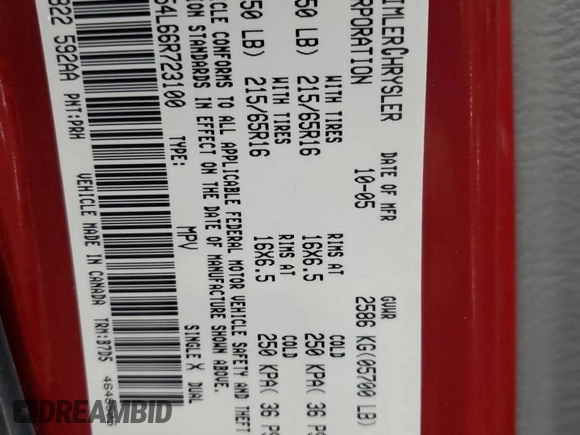 IMLERCHRYSLER
RPORATION
DATE OF MFR
10-05
GVWR
2586 KG(05700 LB)
50 LB)
WITH TIRES
215/65R16
RIMS AT
16X6.5
COLD
250 KPA( 36 PS
50 LB)
WITH TIRES
215/65R16
RIMS AT
16X6.5
COLD
250 KPA( 36 PS
ICLE CONFORMS TO ALL APPLICABLE FEDERAL MOTOR VEHICLE SAFETY AND THEFT
ION STANDARDS IN EFFECT ON THE DATE OF MANUFACTURE SHOWN ABOVE.
54L66R723100
TYPE:
MPV
SINGLE X DUAL
822 592AA
PNT:PRH
VEHICLE MADE IN CANADA
TRM:B7D5
DREAMBID